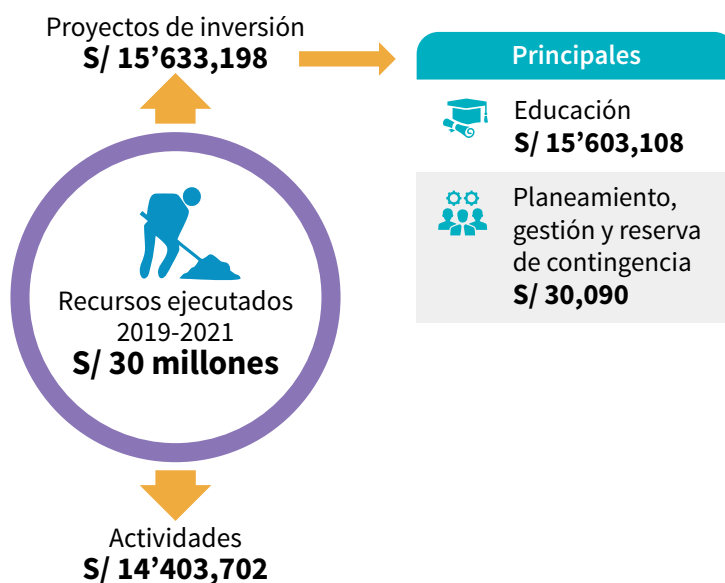 Proyectos de inversión
S/ 15’633,198
Principales
Educación
S/ 15’603,108
Planeamiento,
gestión y reserva
de contingencia
S/ 30,090
Recursos ejecutados
2019-2021
S/ 30 millones
Actividades
S/ 14’403,702